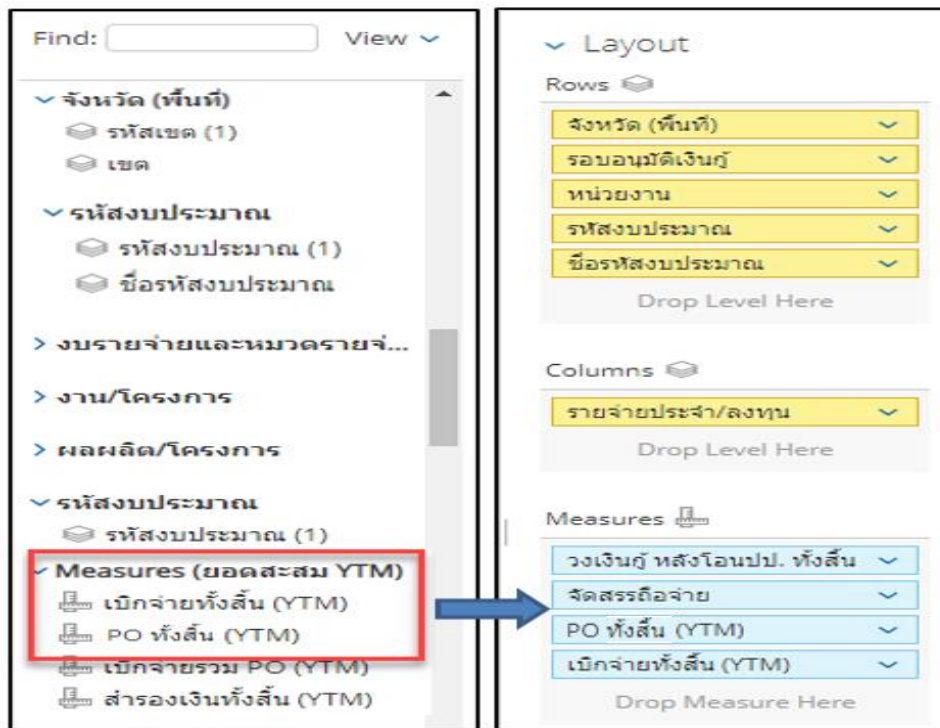 Find:
View
จังหวัด (พื้นที่)
รหัสเขต (1)
เขต
รหัสงบประมาณ
รหัสงบประมาณ (1)
ชื่อรหัสงบประมาณ
งบรายจ่ายและหมวดรายจ่...
งาน/โครงการ
ผลผลิต/โครงการ
รหัสงบประมาณ
รหัสงบประมาณ (1)
Measures (ยอดสะสม YTM)
เบิกจ่ายทั้งสิ้น (YTM)
PO ทั้งสิ้น (YTM)
เบิกจ่ายรวม PO (YTM)
สำรองเงินทั้งสิ้น (YTM)
Layout
Rows
จังหวัด (พื้นที่)
รอบอนุมัติเงินกู้
หน่วยงาน
รหัสงบประมาณ
ชื่อรหัสงบประมาณ
Drop Level Here
Columns
รายจ่ายประจำ/ลงทุน
Drop Level Here
Measures
วงเงินกู้ หลังโอนปป. ทั้งสิ้น
จัดสรรถือจ่าย
PO ทั้งสิ้น (YTM)
เบิกจ่ายทั้งสิ้น (YTM)
Drop Measure Here